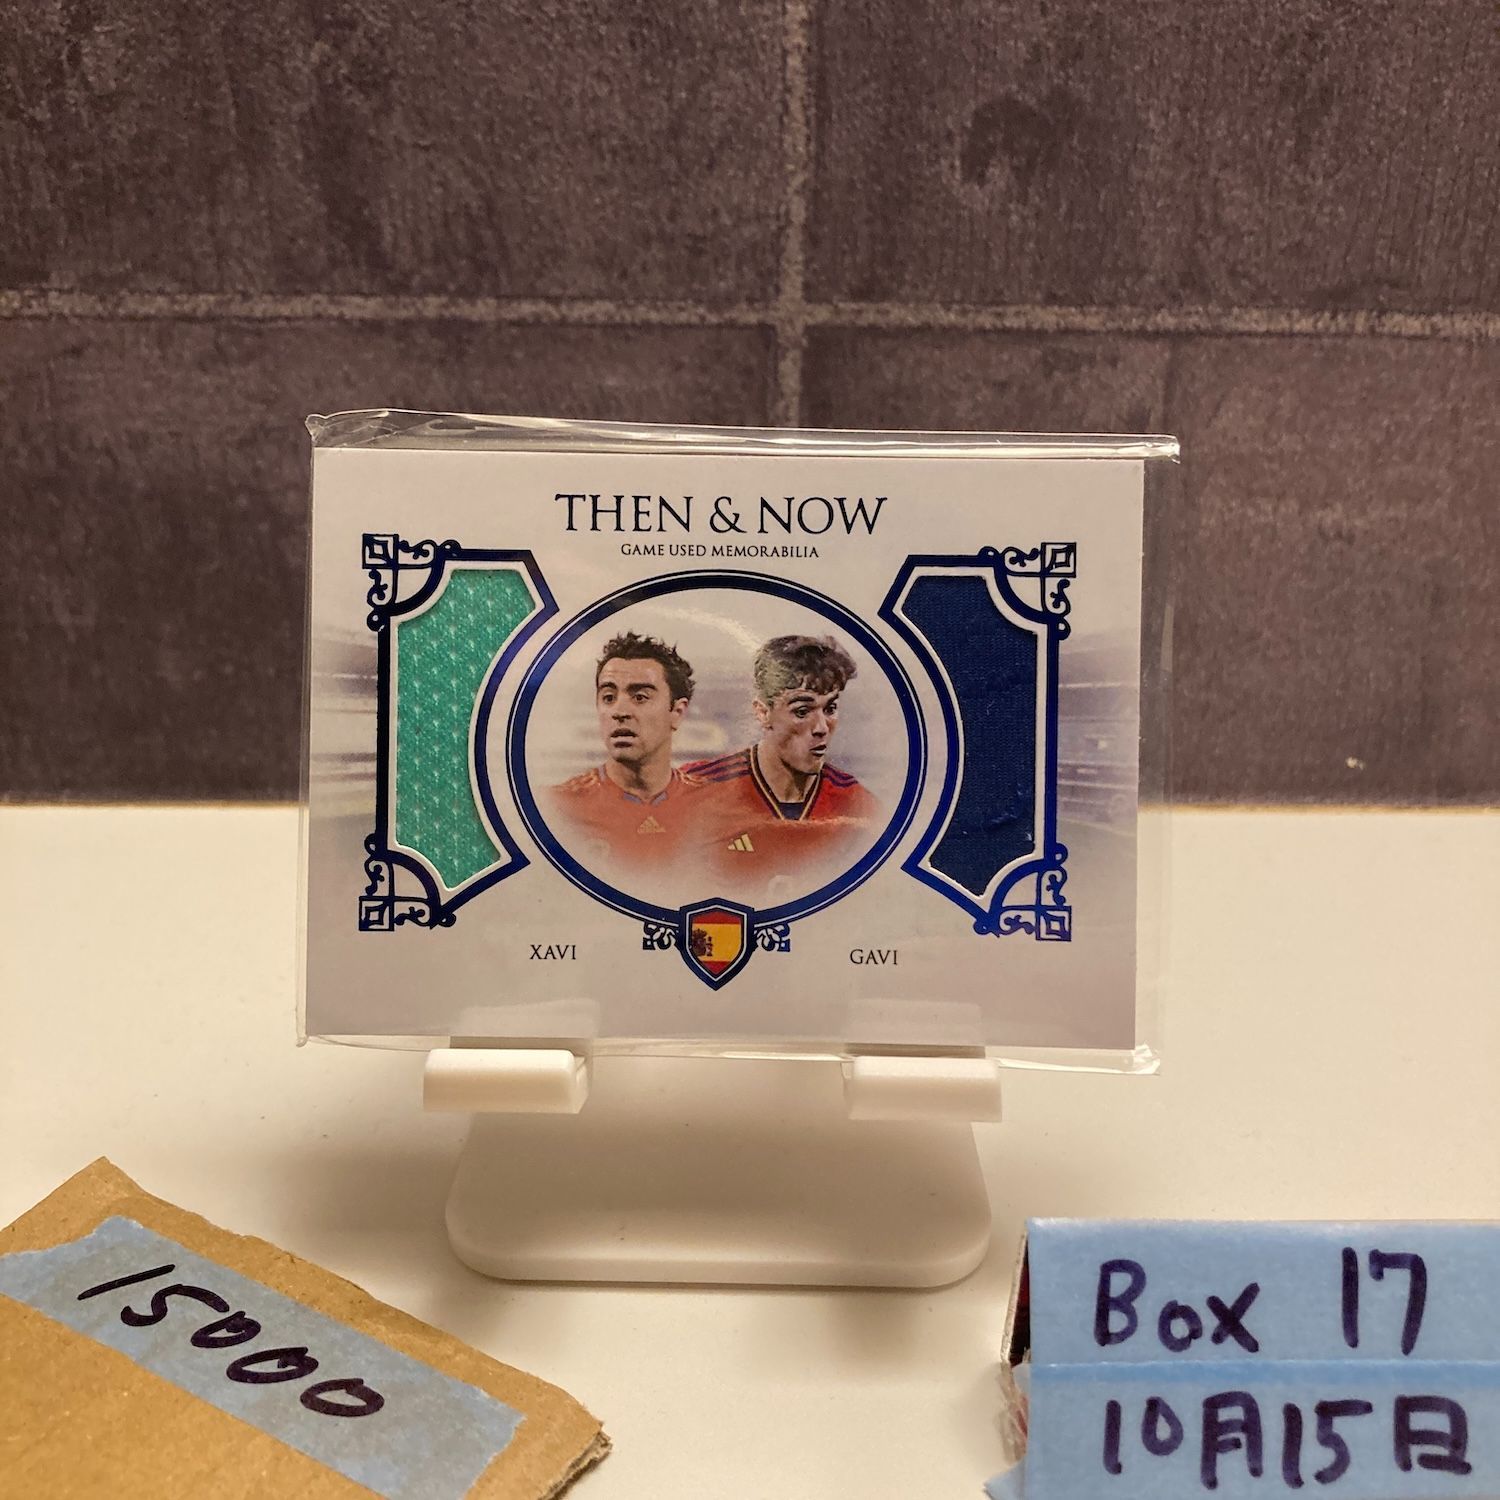 THEN & NOW
GAME USED MEMORABILIA
XAVI
GAVI
15000
Box 17
10月15日